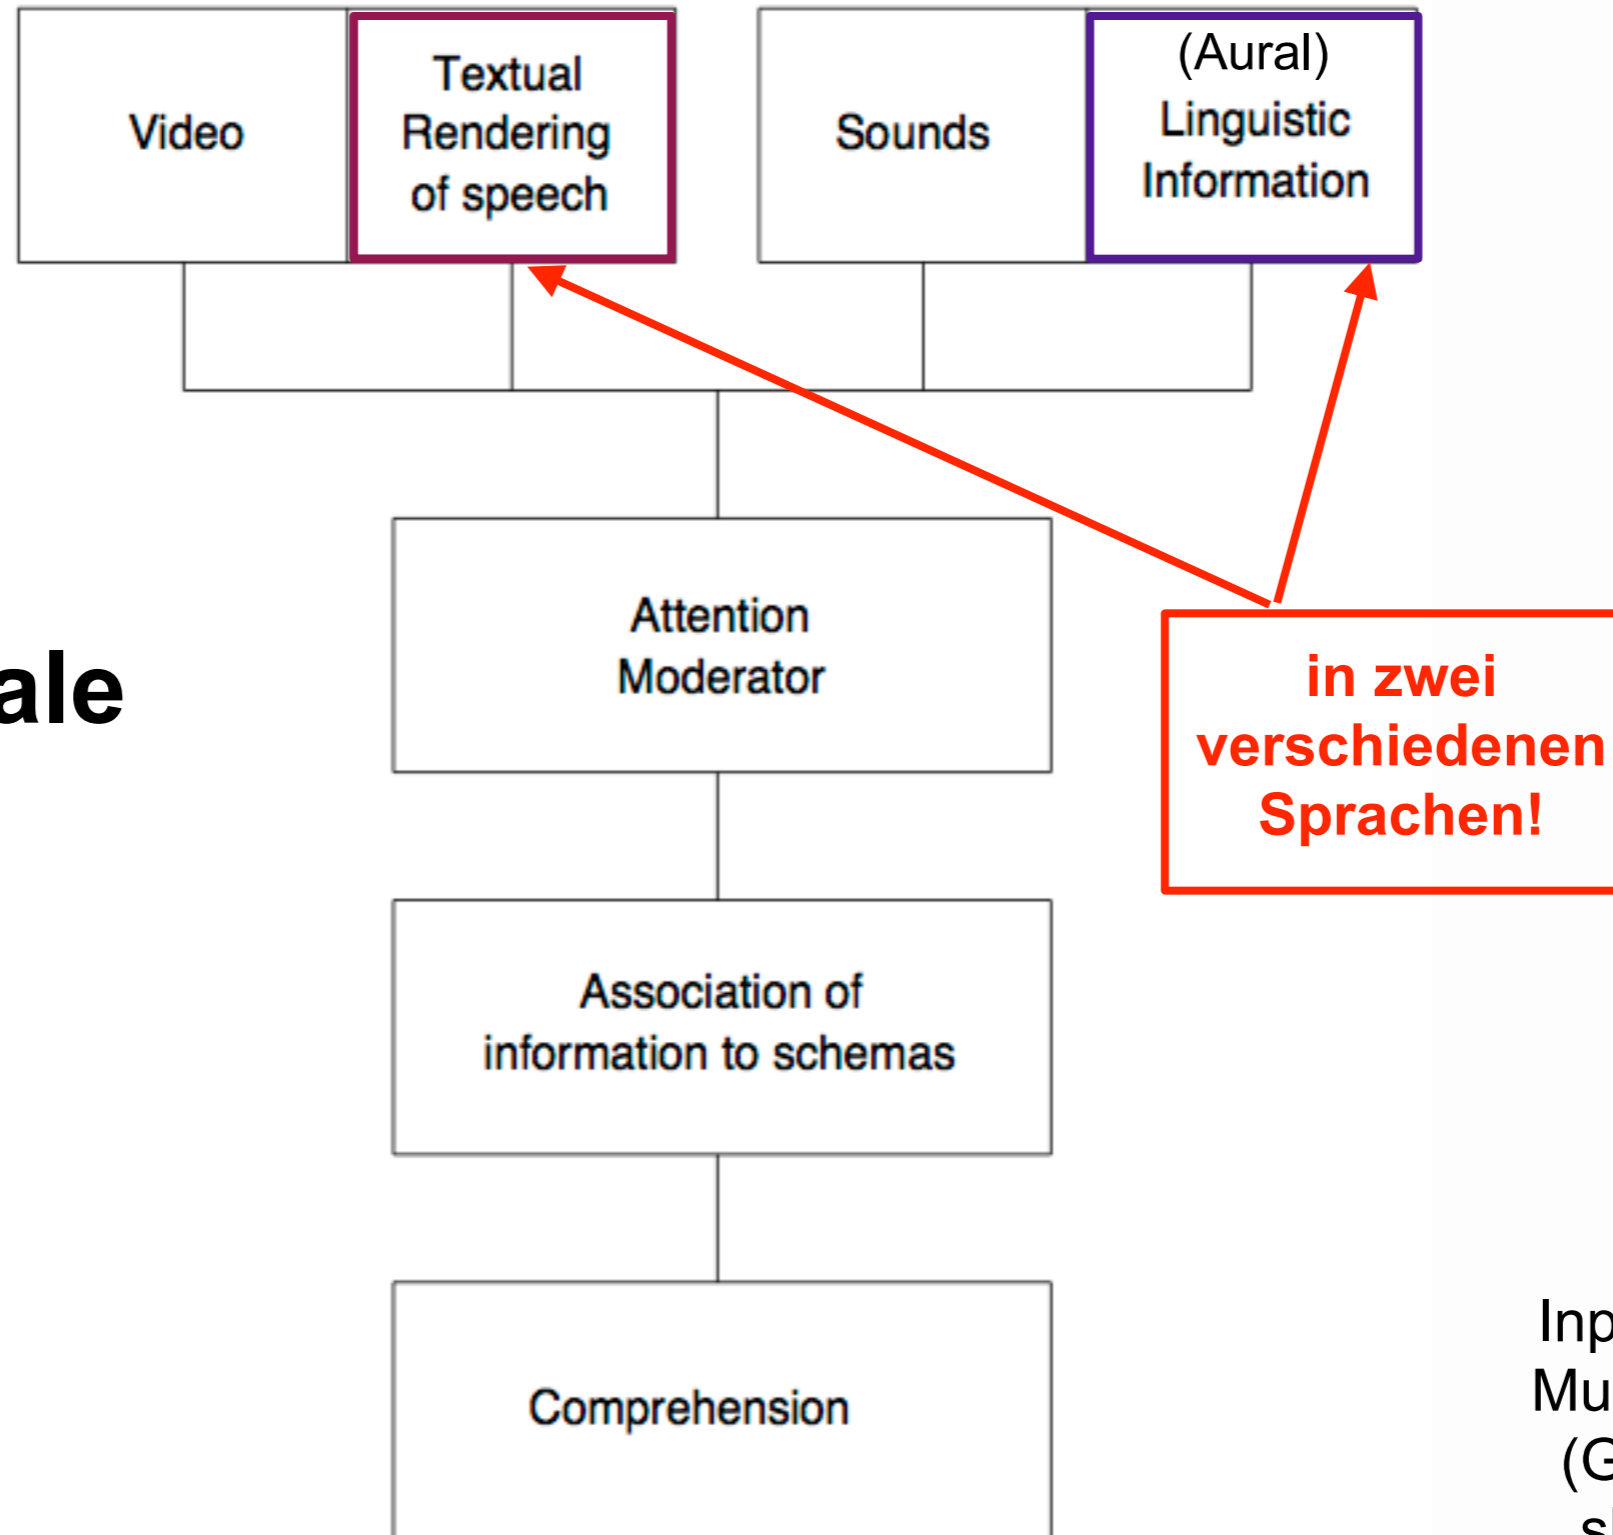 Video
Textual
Rendering
of speech
Sounds
(Aural)
Linguistic
Information
Attention
Moderator
in zwei
verschiedenen
Sprachen!
Association of
information to schemas
Comprehension